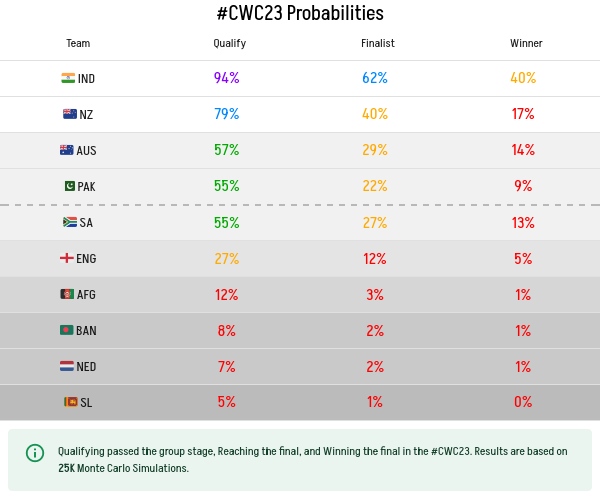 #CWC23 Probabilities
Team Qualify Finalist Winner
IND 94% 62% 40%
NZ 79% 40% 17%
AUS 57% 29% 14%
PAK 55% 22% 9%
SA 55% 27% 13%
ENG 27% 12% 5%
AFG 12% 3% 1%
BAN 8% 2% 1%
NED 7% 2% 1%
SL 5% 1% 0%
Qualifying passed the group stage, Reaching the final, and Winning the final in the #CWC23. Results are based on
25K Monte Carlo Simulations.